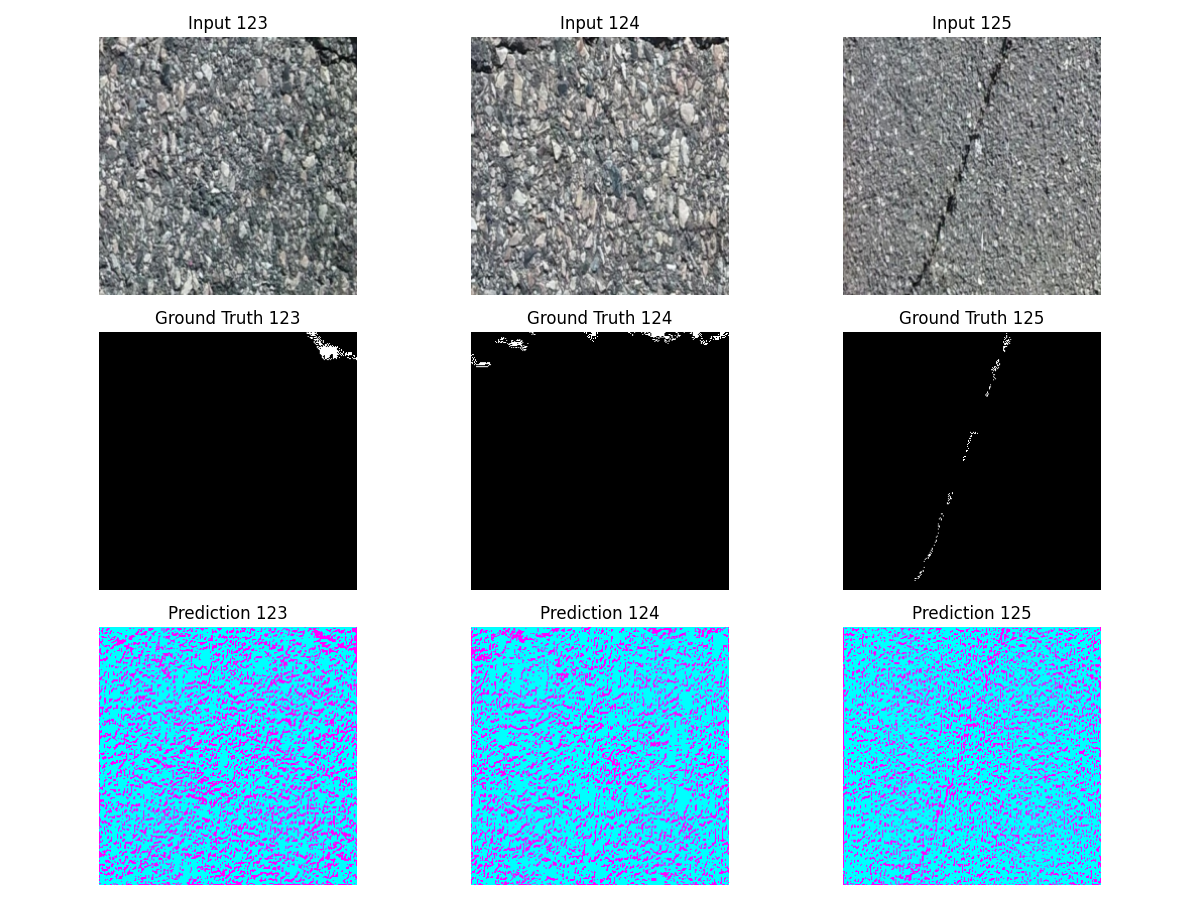 Input 123
Input 124
Input 125
Ground Truth 123
Ground Truth 124
Ground Truth 125
Prediction 123
Prediction 124
Prediction 125